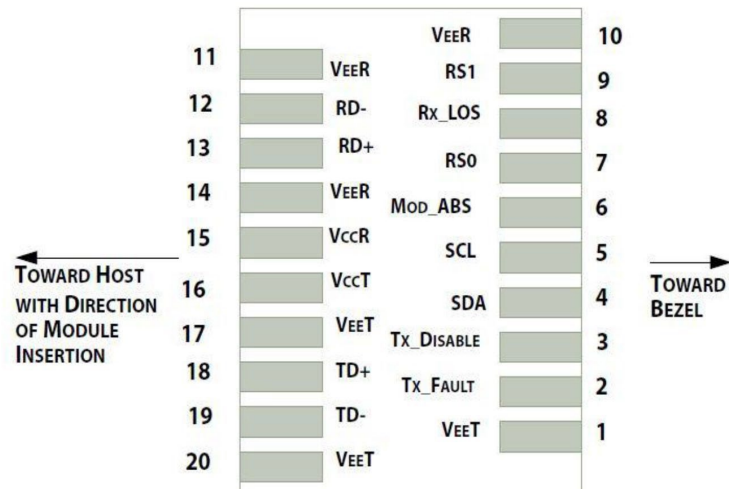 VEER 10
11 VEER
RS1 9
12 RD-
RX_LOS 8
13 RD+
RS0 7
14 VEER
MOD_ABS 6
15 VCCR
SCL 5
TOWARD HOST
WITH DIRECTION
OF MODULE
INSERTION
TOWARD
BEZEL
16 VCCT
SDA 4
17 VEET
TX_DISABLE 3
18 TD+
TX_FAULT 2
19 TD-
VEET 1
20 VEET